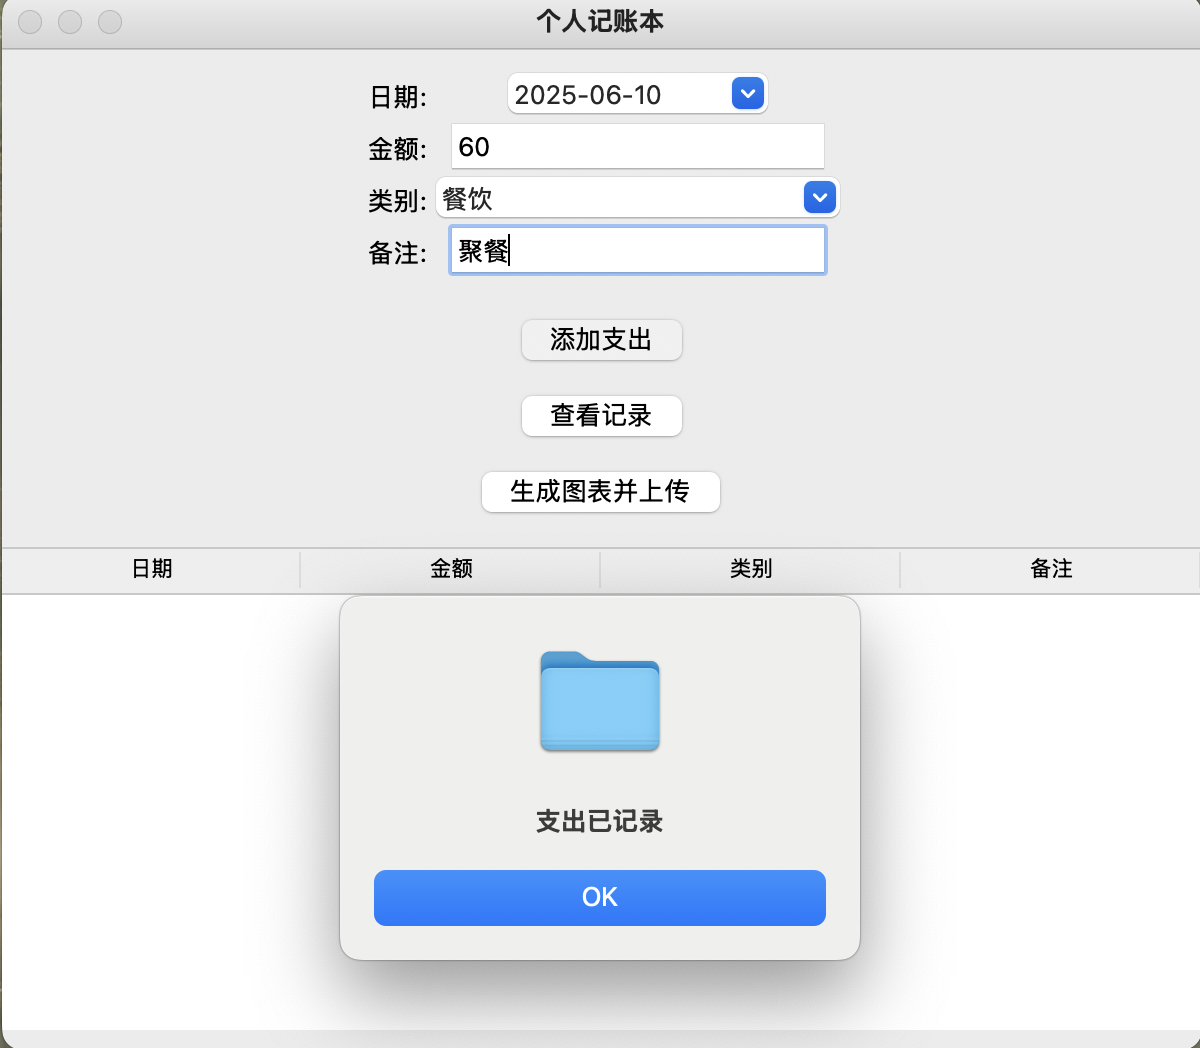 个人记账本
日期: 2025-06-10
金额: 60
类别: 餐饮
备注: 聚餐
添加支出
查看记录
生成图表并上传
日期 金额 类别 备注
支出已记录
OK